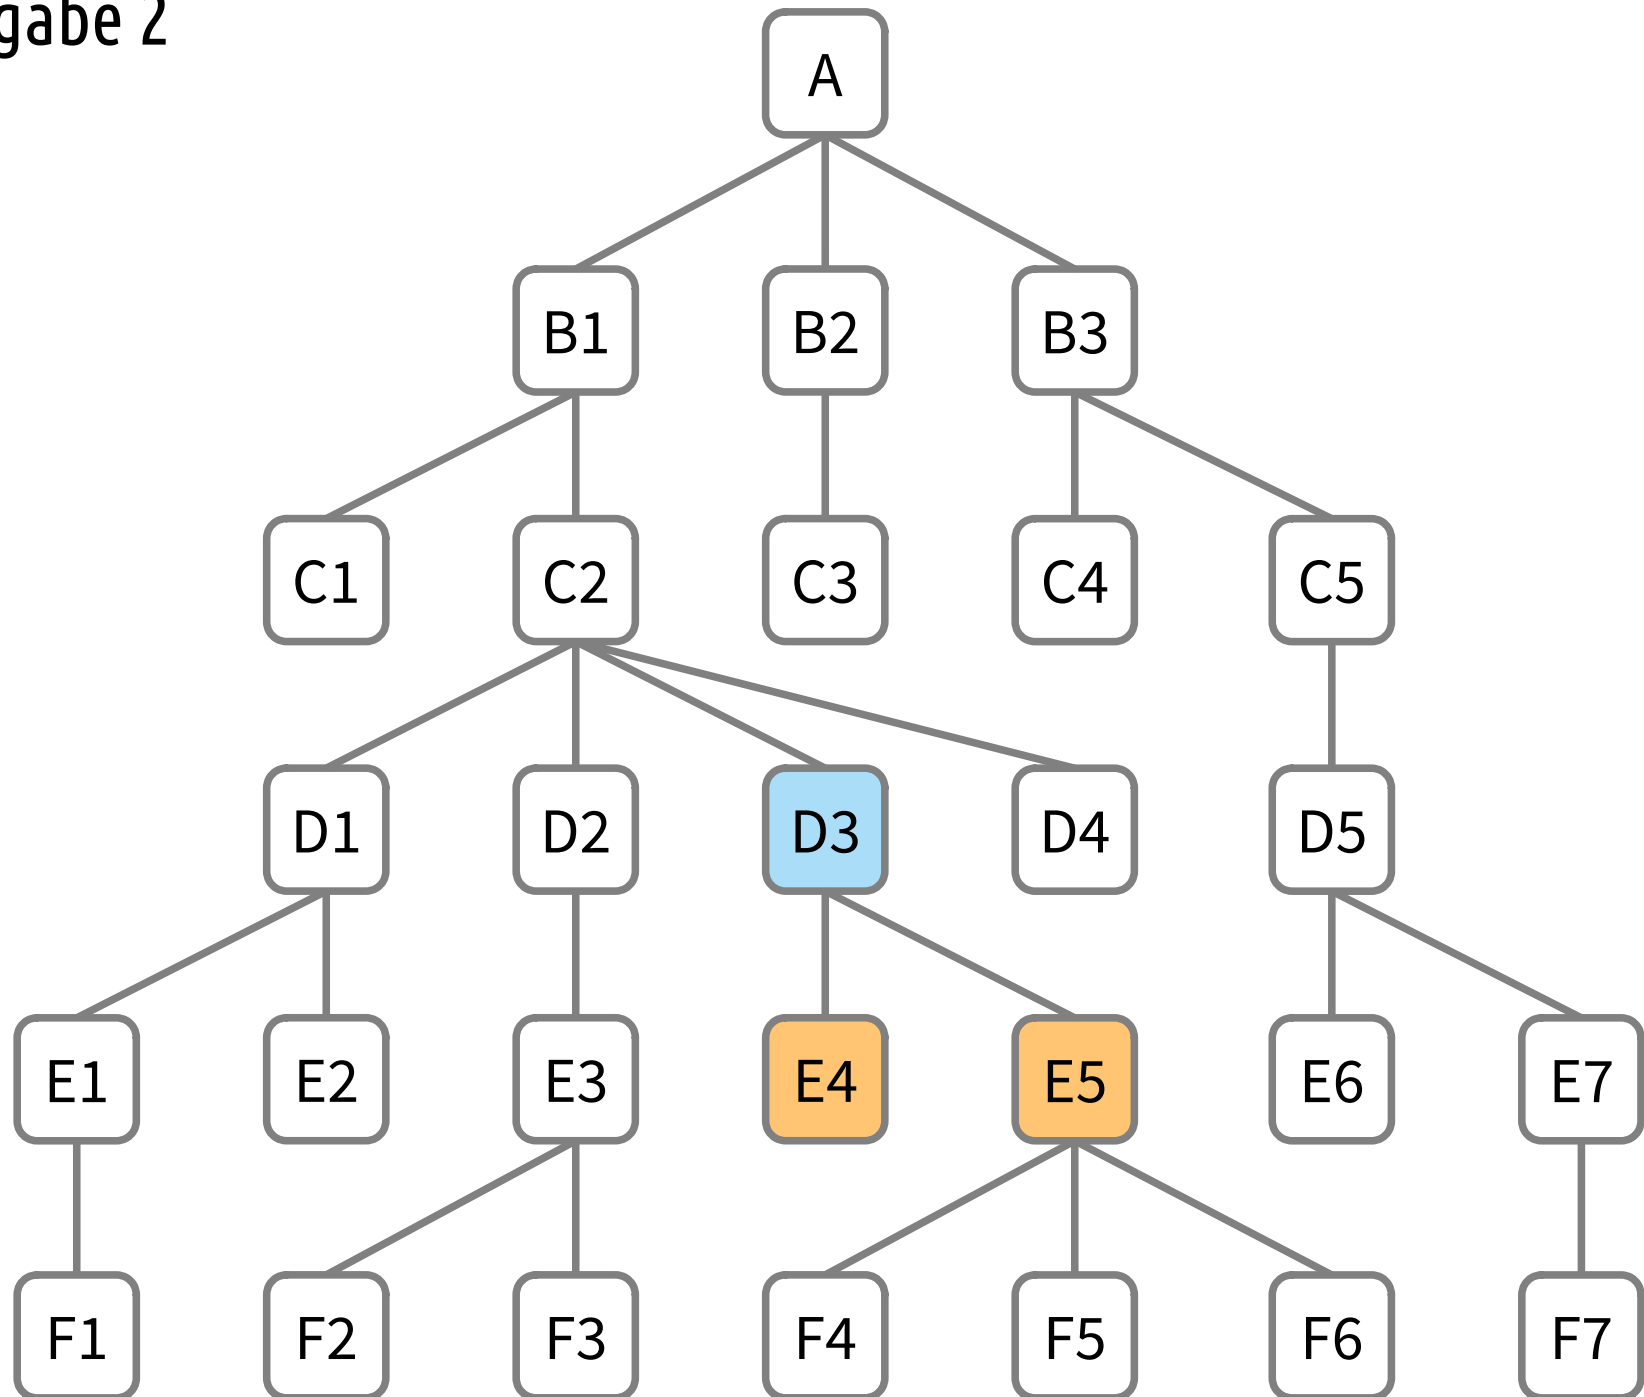 gabe 2
A
B1 B2 B3
C1 C2 C3 C4 C5
D1 D2 D3 D4 D5
E1 E2 E3 E4 E5 E6 E7
F1 F2 F3 F4 F5 F6 F7